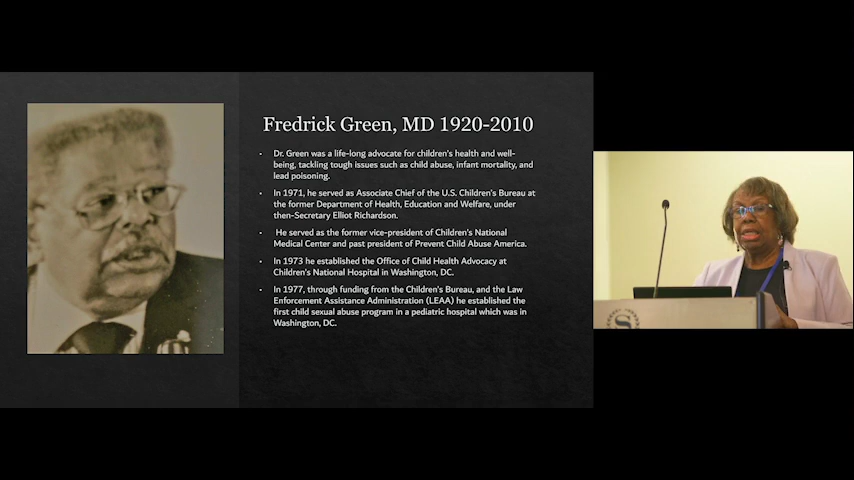 Fredrick Green, MD 1920-2010
- Dr. Green was a life-long advocate for children's health and well-
being, tackling tough issues such as child abuse, infant mortality, and
lead poisoning.
- In 1971, he served as Associate Chief of the U.S. Children's Bureau at
the former Department of Health, Education and Welfare, under
then-Secretary Elliot Richardson.
- He served as the former vice-president of Children's National
Medical Center and past president of Prevent Child Abuse America.
- In 1973 he established the Office of Child Health Advocacy at
Children's National Hospital in Washington, DC.
- In 1977, through funding from the Children's Bureau, and the Law
Enforcement Assistance Administration (LEAA) he established the
first child sexual abuse program in a pediatric hospital which was in
Washington, DC.
S